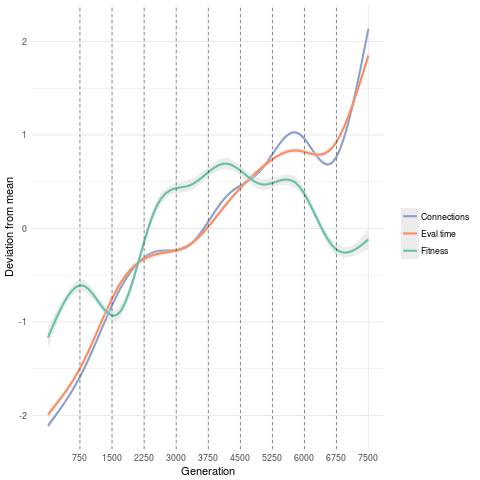 Deviation from mean
2
1
0
-1
-2
750 1500 2250 3000 3750 4500 5250 6000 6750 7500
Generation
Connections
Eval time
Fitness